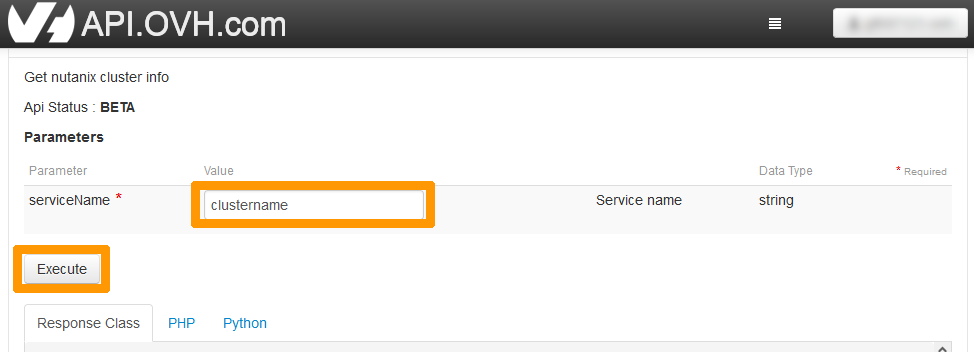 API.OVH.com
Get nutanix cluster info
Api Status : BETA
Parameters
Parameter Value Data Type * Required
serviceName * clustername Service name string
Execute
Response Class PHP Python